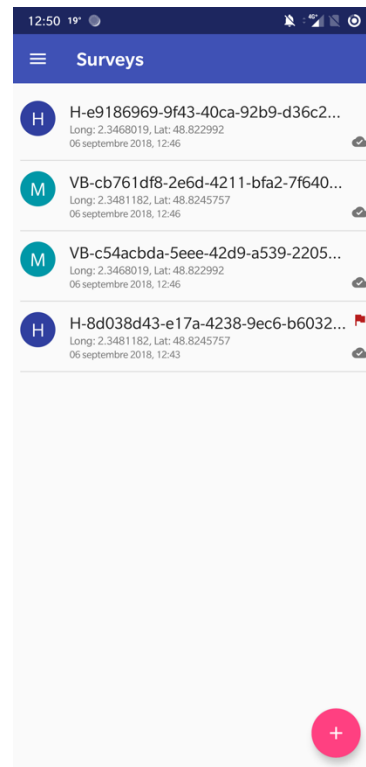 12:50 19°
4G+
Surveys
H
H-e9186969-9f43-40ca-92b9-d36c2...
Long: 2.3468019, Lat: 48.822992
06 septembre 2018, 12:46
M
VB-cb761df8-2e6d-4211-bfa2-7f640...
Long: 2.3481182, Lat: 48.8245757
06 septembre 2018, 12:46
M
VB-c54acbda-5eee-42d9-a539-2205...
Long: 2.3468019, Lat: 48.822992
06 septembre 2018, 12:46
H
H-8d038d43-e17a-4238-9ec6-b6032...
Long: 2.3481182, Lat: 48.8245757
06 septembre 2018, 12:43